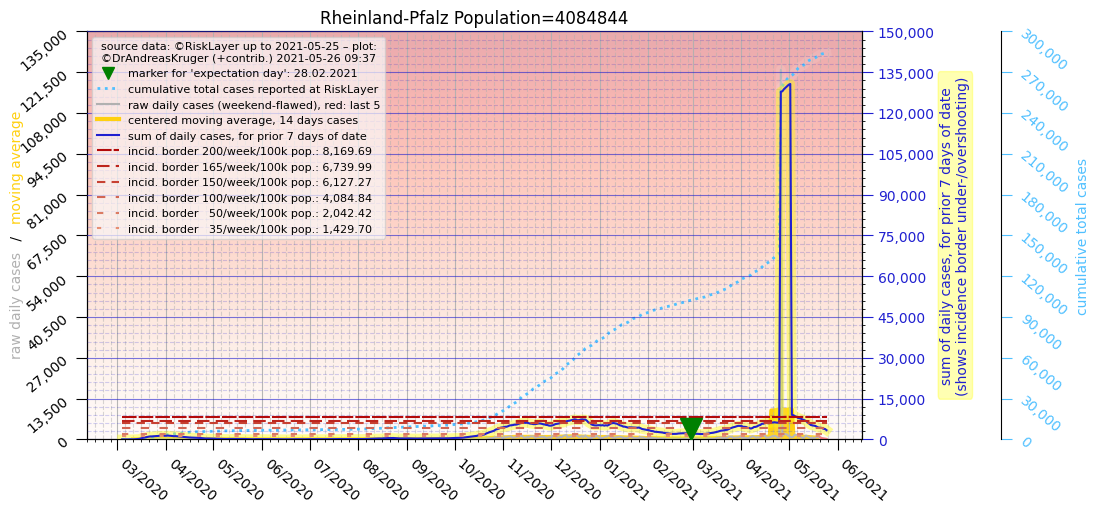 Rheinland-Pfalz Population=4084844
source data: ©RiskLayer up to 2021-05-25 – plot:
©DrAndreasKruger (+contrib.) 2021-05-26 09:37
marker for 'expectation day': 28.02.2021
cumulative total cases reported at RiskLayer
raw daily cases (weekend-flawed), red: last 5
centered moving average, 14 days cases
sum of daily cases, for prior 7 days of date
incid. border 200/week/100k pop.: 8,169.69
incid. border 165/week/100k pop.: 6,739.99
incid. border 150/week/100k pop.: 6,127.27
incid. border 100/week/100k pop.: 4,084.84
incid. border   50/week/100k pop.: 2,042.42
incid. border   35/week/100k pop.: 1,429.70
raw daily cases / moving average
135,000
121,500
108,000
94,500
81,000
67,500
54,000
40,500
27,000
13,500
0
03/2020
04/2020
05/2020
06/2020
07/2020
08/2020
09/2020
10/2020
11/2020
12/2020
01/2021
02/2021
03/2021
04/2021
05/2021
06/2021
150,000
135,000
120,000
105,000
90,000
75,000
60,000
45,000
30,000
15,000
0
sum of daily cases, for prior 7 days of date
(shows incidence border under-/overshooting)
300,000
270,000
240,000
210,000
180,000
150,000
120,000
90,000
60,000
30,000
0
cumulative total cases